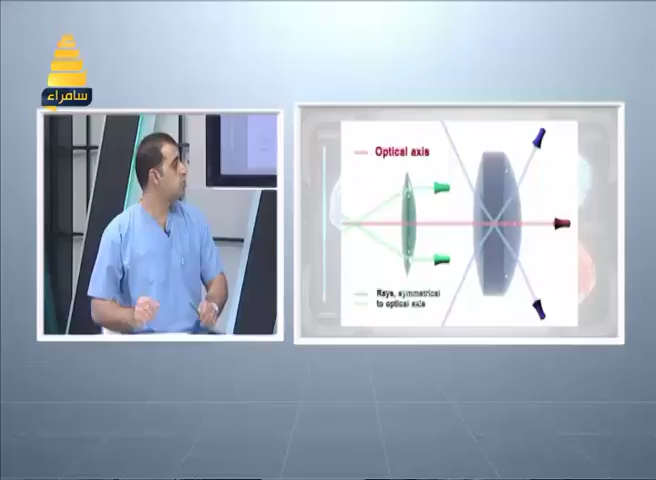 سامراء
Optical axis
Rays, symmetrical
to optical axis